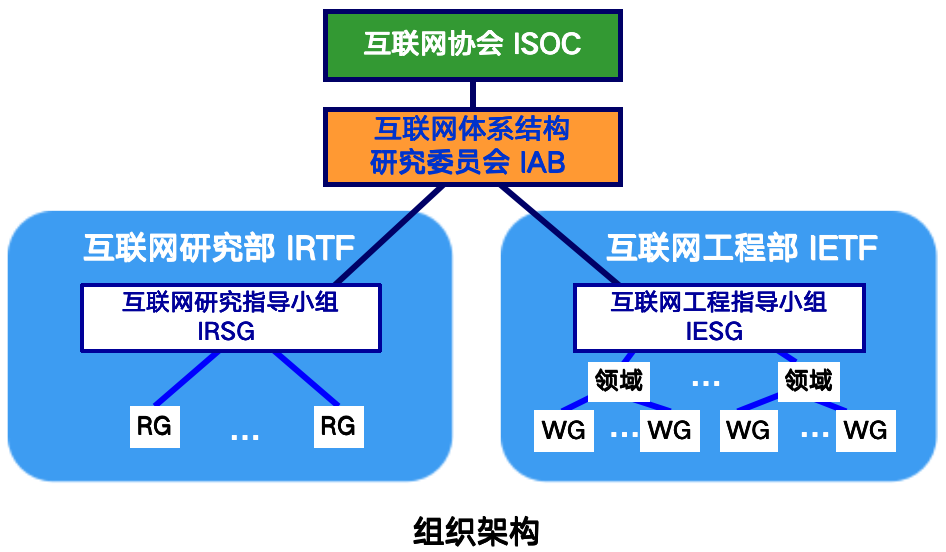 互联网协会 ISOC
互联网体系结构
研究委员会 IAB
互联网研究部 IRTF
互联网研究指导小组
IRSG
RG
...
RG
互联网工程部 IETF
互联网工程指导小组
IESG
领域
...
领域
WG
...
WG
WG
...
WG
组织架构